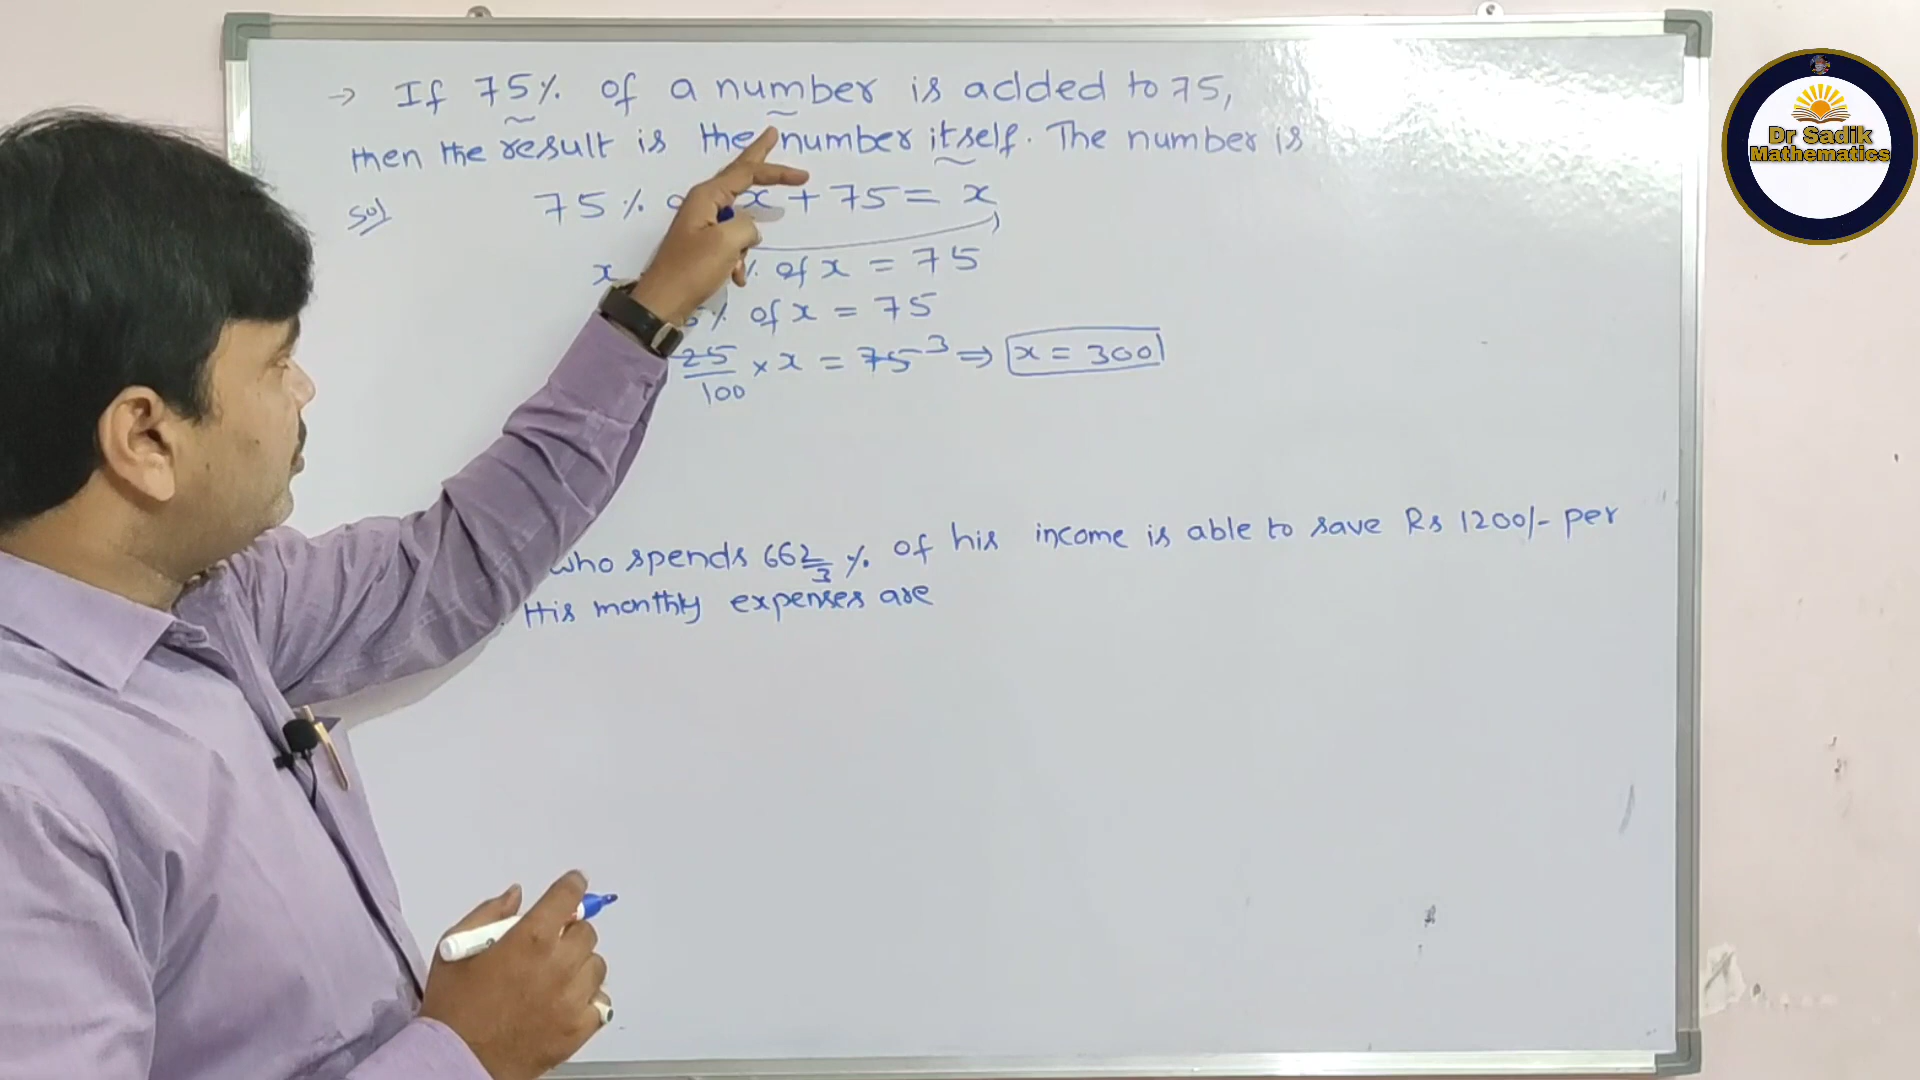 → If 75% of a number is added to 75,
then the result is the number itself. The number is
Sol 75% x + 75 = x
x % of x = 75
% of x = 75
25/100 × x = 75 3 ⇒ x = 300
who spends 66 2/3 % of his income is able to save Rs 1200/- per
His monthly expenses are
Dr Sadik
Mathematics